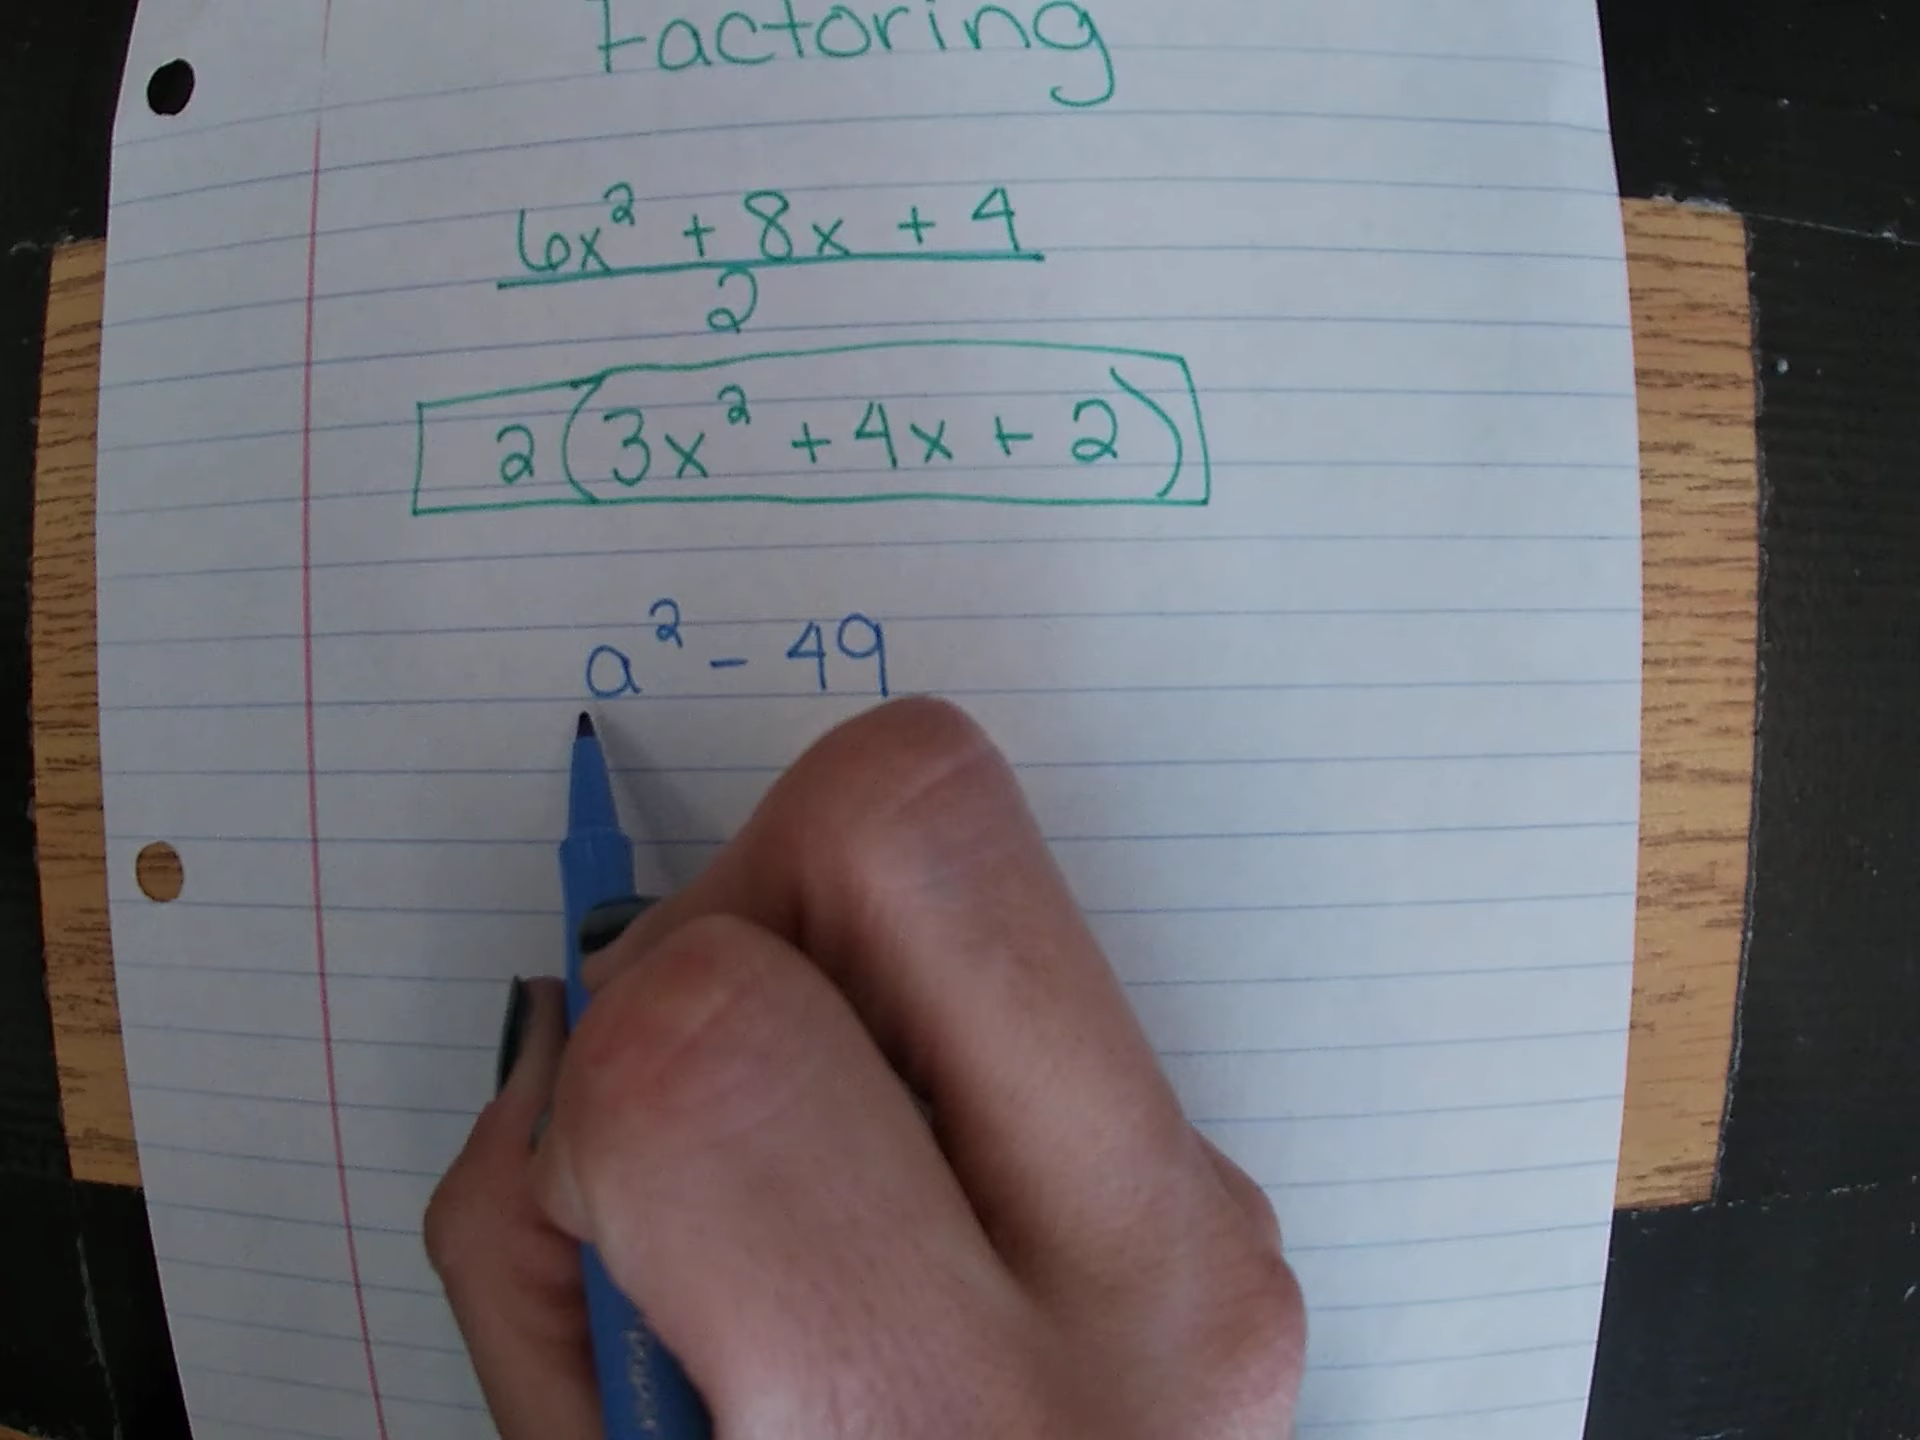 Factoring
6x² + 8x + 4
2
2(3x² + 4x + 2)
a² - 49